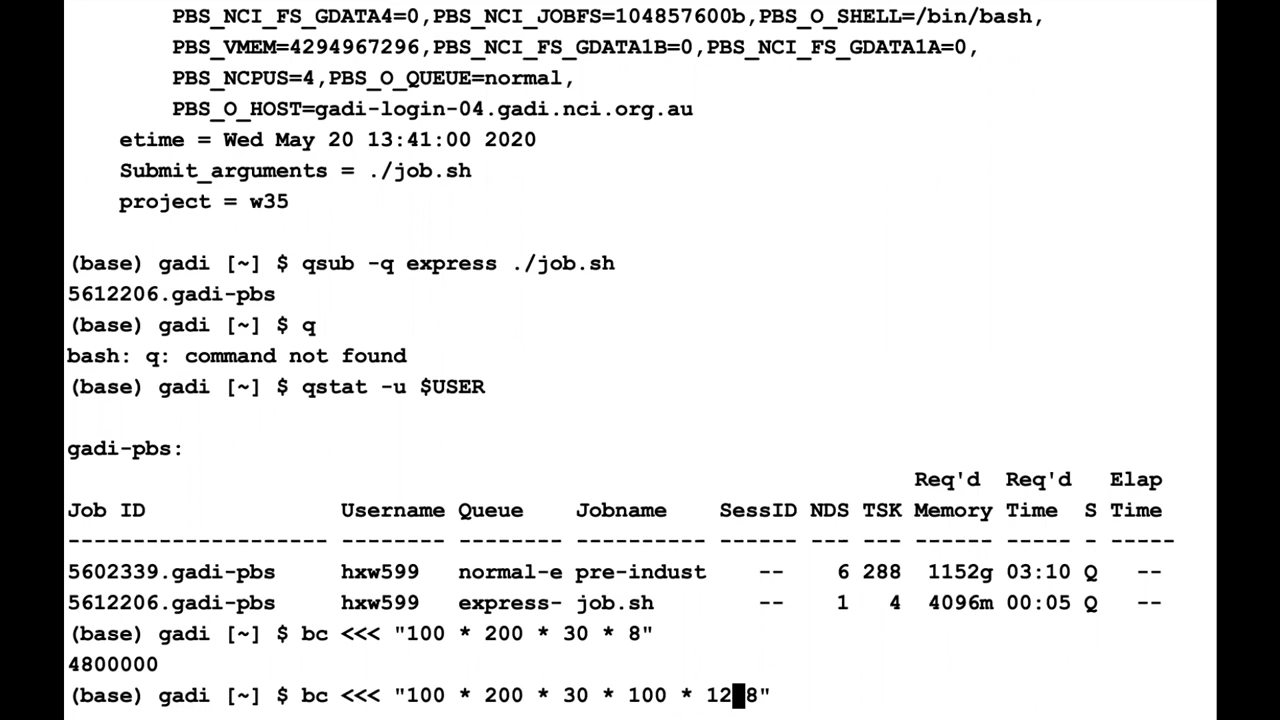 PBS_NCI_FS_GDATA4=0,PBS_NCI_JOBFS=104857600b,PBS_O_SHELL=/bin/bash,
PBS_VMEM=4294967296,PBS_NCI_FS_GDATA1B=0,PBS_NCI_FS_GDATA1A=0,
PBS_NCPUS=4,PBS_O_QUEUE=normal,
PBS_O_HOST=gadi-login-04.gadi.nci.org.au
etime = Wed May 20 13:41:00 2020
Submit_arguments = ./job.sh
project = w35
(base) gadi [~] $ qsub -q express ./job.sh
5612206.gadi-pbs
(base) gadi [~] $ q
bash: q: command not found
(base) gadi [~] $ qstat -u $USER
gadi-pbs:
Req'd Req'd Elap
Job ID Username Queue Jobname SessID NDS TSK Memory Time S Time
-------------------- -------- -------- ---------- ------ --- --- ------ ----- - -----
5602339.gadi-pbs hxw599 normal-e pre-indust -- 6 288 1152g 03:10 Q --
5612206.gadi-pbs hxw599 express- job.sh -- 1 4 4096m 00:05 Q --
(base) gadi [~] $ bc <<< "100 * 200 * 30 * 8"
4800000
(base) gadi [~] $ bc <<< "100 * 200 * 30 * 100 * 12 8"